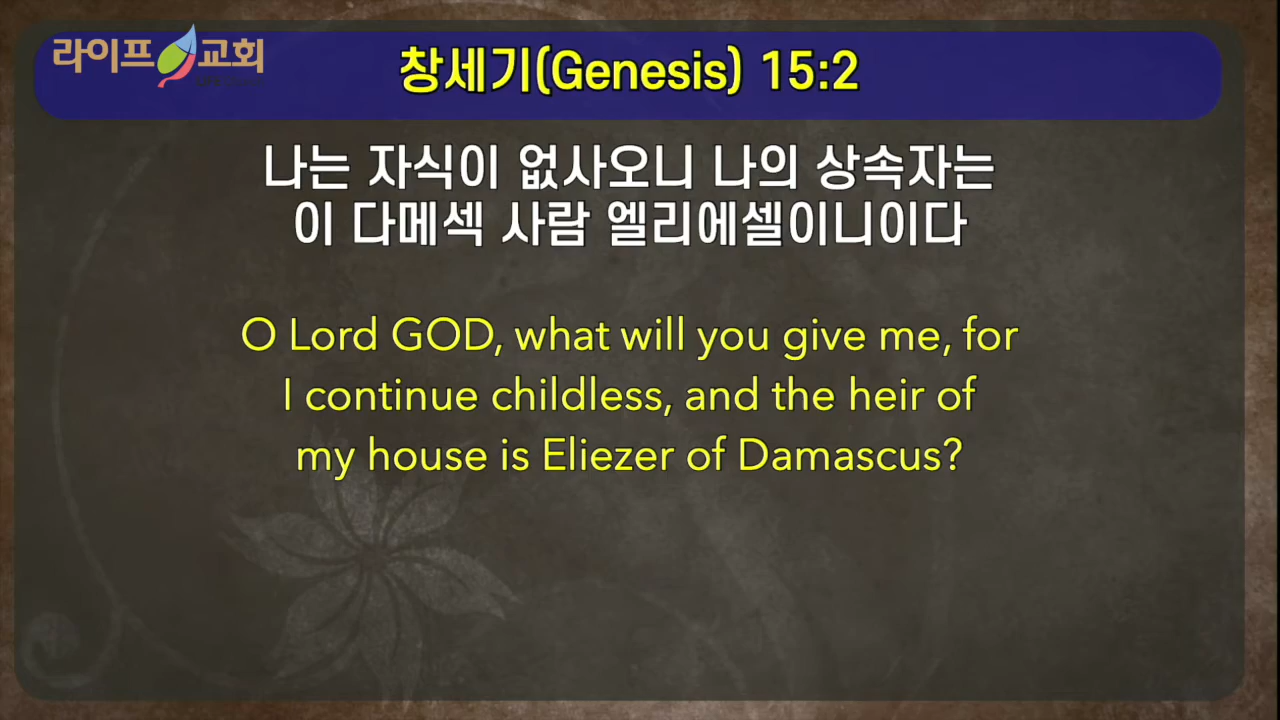 라이프 교회
창세기(Genesis) 15:2
나는 자식이 없사오니 나의 상속자는
이 다메섹 사람 엘리에셀이니이다
O Lord GOD, what will you give me, for
I continue childless, and the heir of
my house is Eliezer of Damascus?